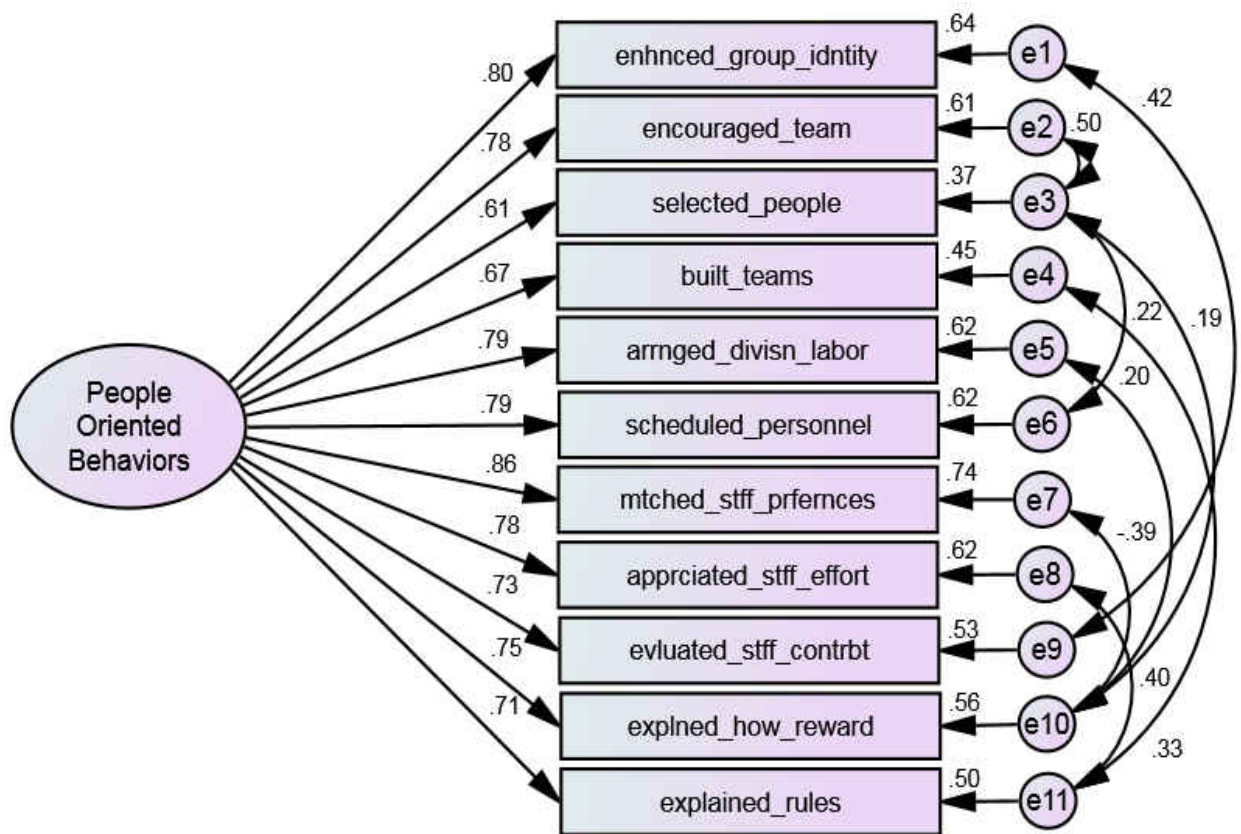 .64
enhnced_group_idntity
e1
.80
.42
.61
encouraged_team
e2
.50
.78
.37
selected_people
e3
.61
.45
built_teams
e4
.67
.22
.19
.62
arrnged_divisn_labor
e5
.79
.20
People
Oriented
Behaviors
.62
scheduled_personnel
e6
.79
.74
mtched_stff_prfernces
e7
.86
-.39
.62
apprciated_stff_effort
e8
.78
.53
evluated_stff_contrbt
e9
.73
.40
.56
explned_how_reward
e10
.75
.33
.50
explained_rules
e11
.71